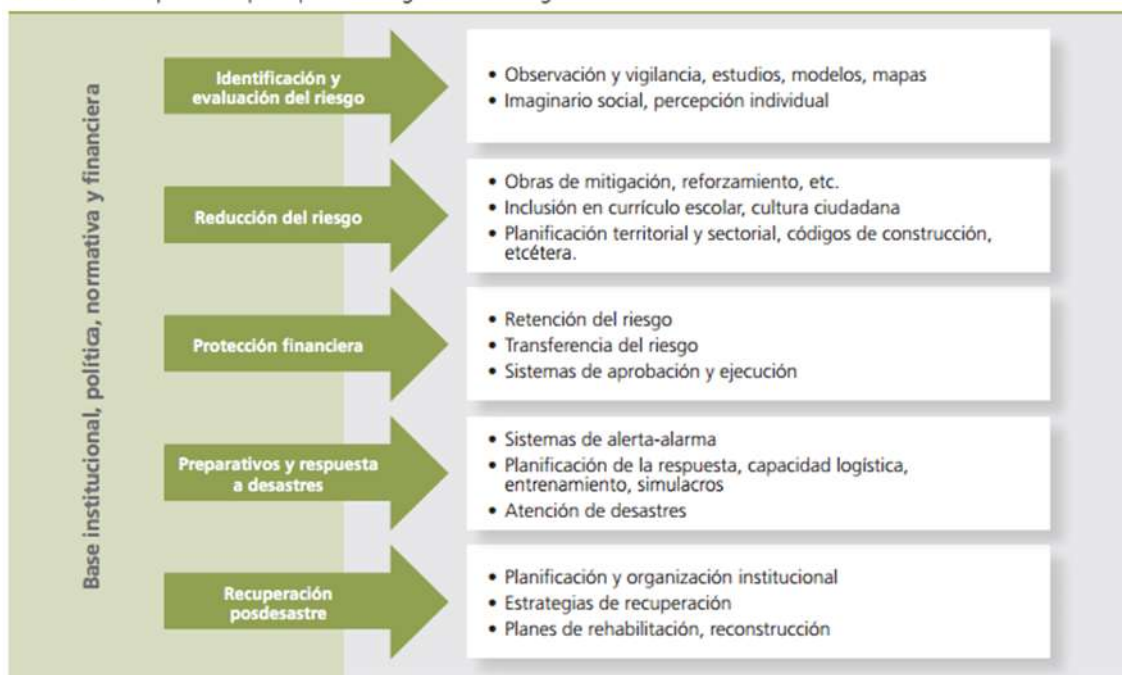 Base institucional, política, normativa y financiera
Identificación y
evaluación del riesgo
• Observación y vigilancia, estudios, modelos, mapas
• Imaginario social, percepción individual
Reducción del riesgo
• Obras de mitigación, reforzamiento, etc.
• Inclusión en currículo escolar, cultura ciudadana
• Planificación territorial y sectorial, códigos de construcción,
etcétera.
Protección financiera
• Retención del riesgo
• Transferencia del riesgo
• Sistemas de aprobación y ejecución
Preparativos y respuesta
a desastres
• Sistemas de alerta-alarma
• Planificación de la respuesta, capacidad logística,
entrenamiento, simulacros
• Atención de desastres
Recuperación
posdesastre
• Planificación y organización institucional
• Estrategias de recuperación
• Planes de rehabilitación, reconstrucción